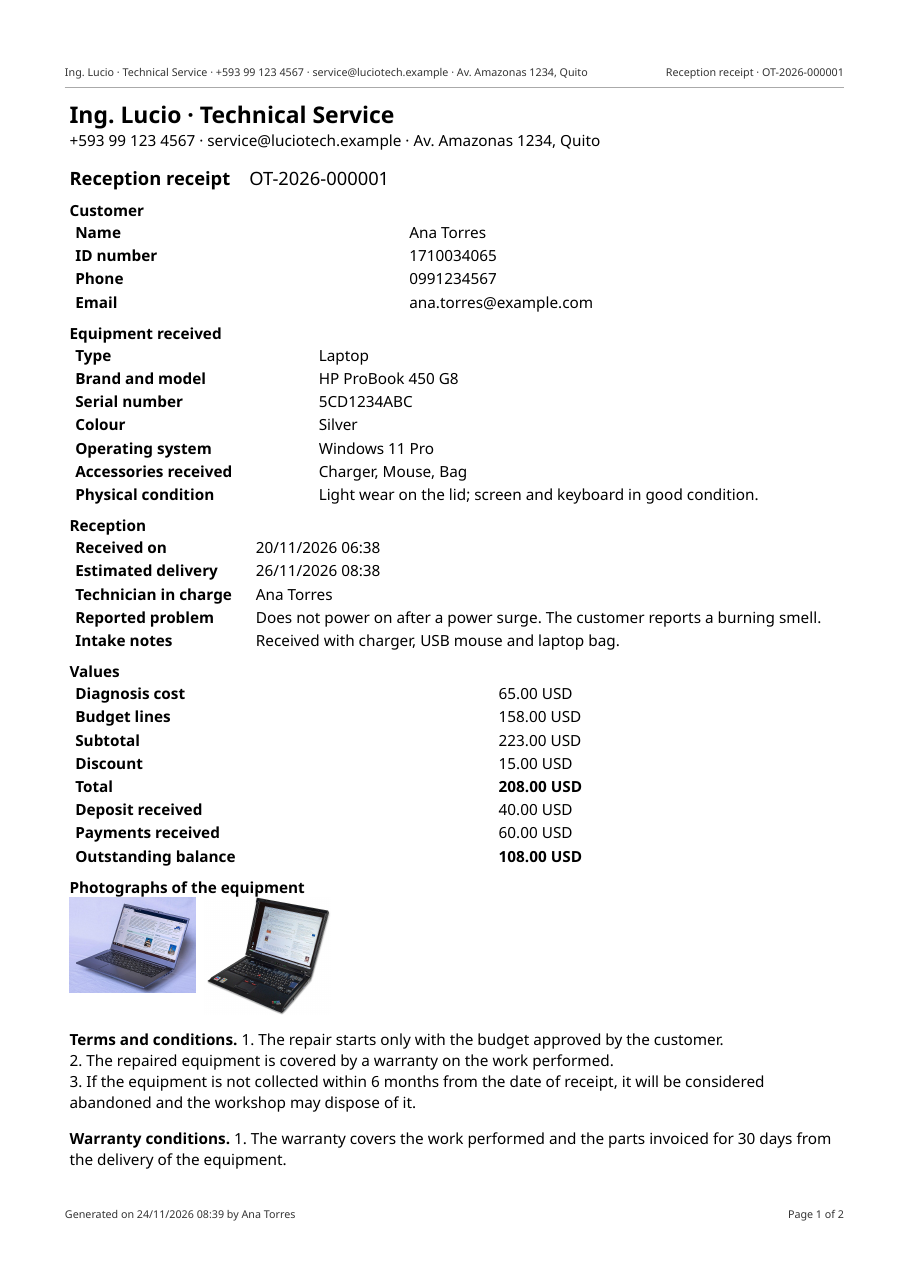 Ing. Lucio · Technical Service · +593 99 123 4567 · service@luciotech.example · Av. Amazonas 1234, Quito Reception receipt · OT-2026-000001
Ing. Lucio · Technical Service
+593 99 123 4567 · service@luciotech.example · Av. Amazonas 1234, Quito
Reception receipt OT-2026-000001
Customer
Name Ana Torres
ID number 1710034065
Phone 0991234567
Email ana.torres@example.com
Equipment received
Type Laptop
Brand and model HP ProBook 450 G8
Serial number 5CD1234ABC
Colour Silver
Operating system Windows 11 Pro
Accessories received Charger, Mouse, Bag
Physical condition Light wear on the lid; screen and keyboard in good condition.
Reception
Received on 20/11/2026 06:38
Estimated delivery 26/11/2026 08:38
Technician in charge Ana Torres
Reported problem Does not power on after a power surge. The customer reports a burning smell.
Intake notes Received with charger, USB mouse and laptop bag.
Values
Diagnosis cost 65.00 USD
Budget lines 158.00 USD
Subtotal 223.00 USD
Discount 15.00 USD
Total 208.00 USD
Deposit received 40.00 USD
Payments received 60.00 USD
Outstanding balance 108.00 USD
Photographs of the equipment
Terms and conditions. 1. The repair starts only with the budget approved by the customer.
2. The repaired equipment is covered by a warranty on the work performed.
3. If the equipment is not collected within 6 months from the date of receipt, it will be considered
abandoned and the workshop may dispose of it.
Warranty conditions. 1. The warranty covers the work performed and the parts invoiced for 30 days from
the delivery of the equipment.
Generated on 24/11/2026 08:39 by Ana Torres Page 1 of 2